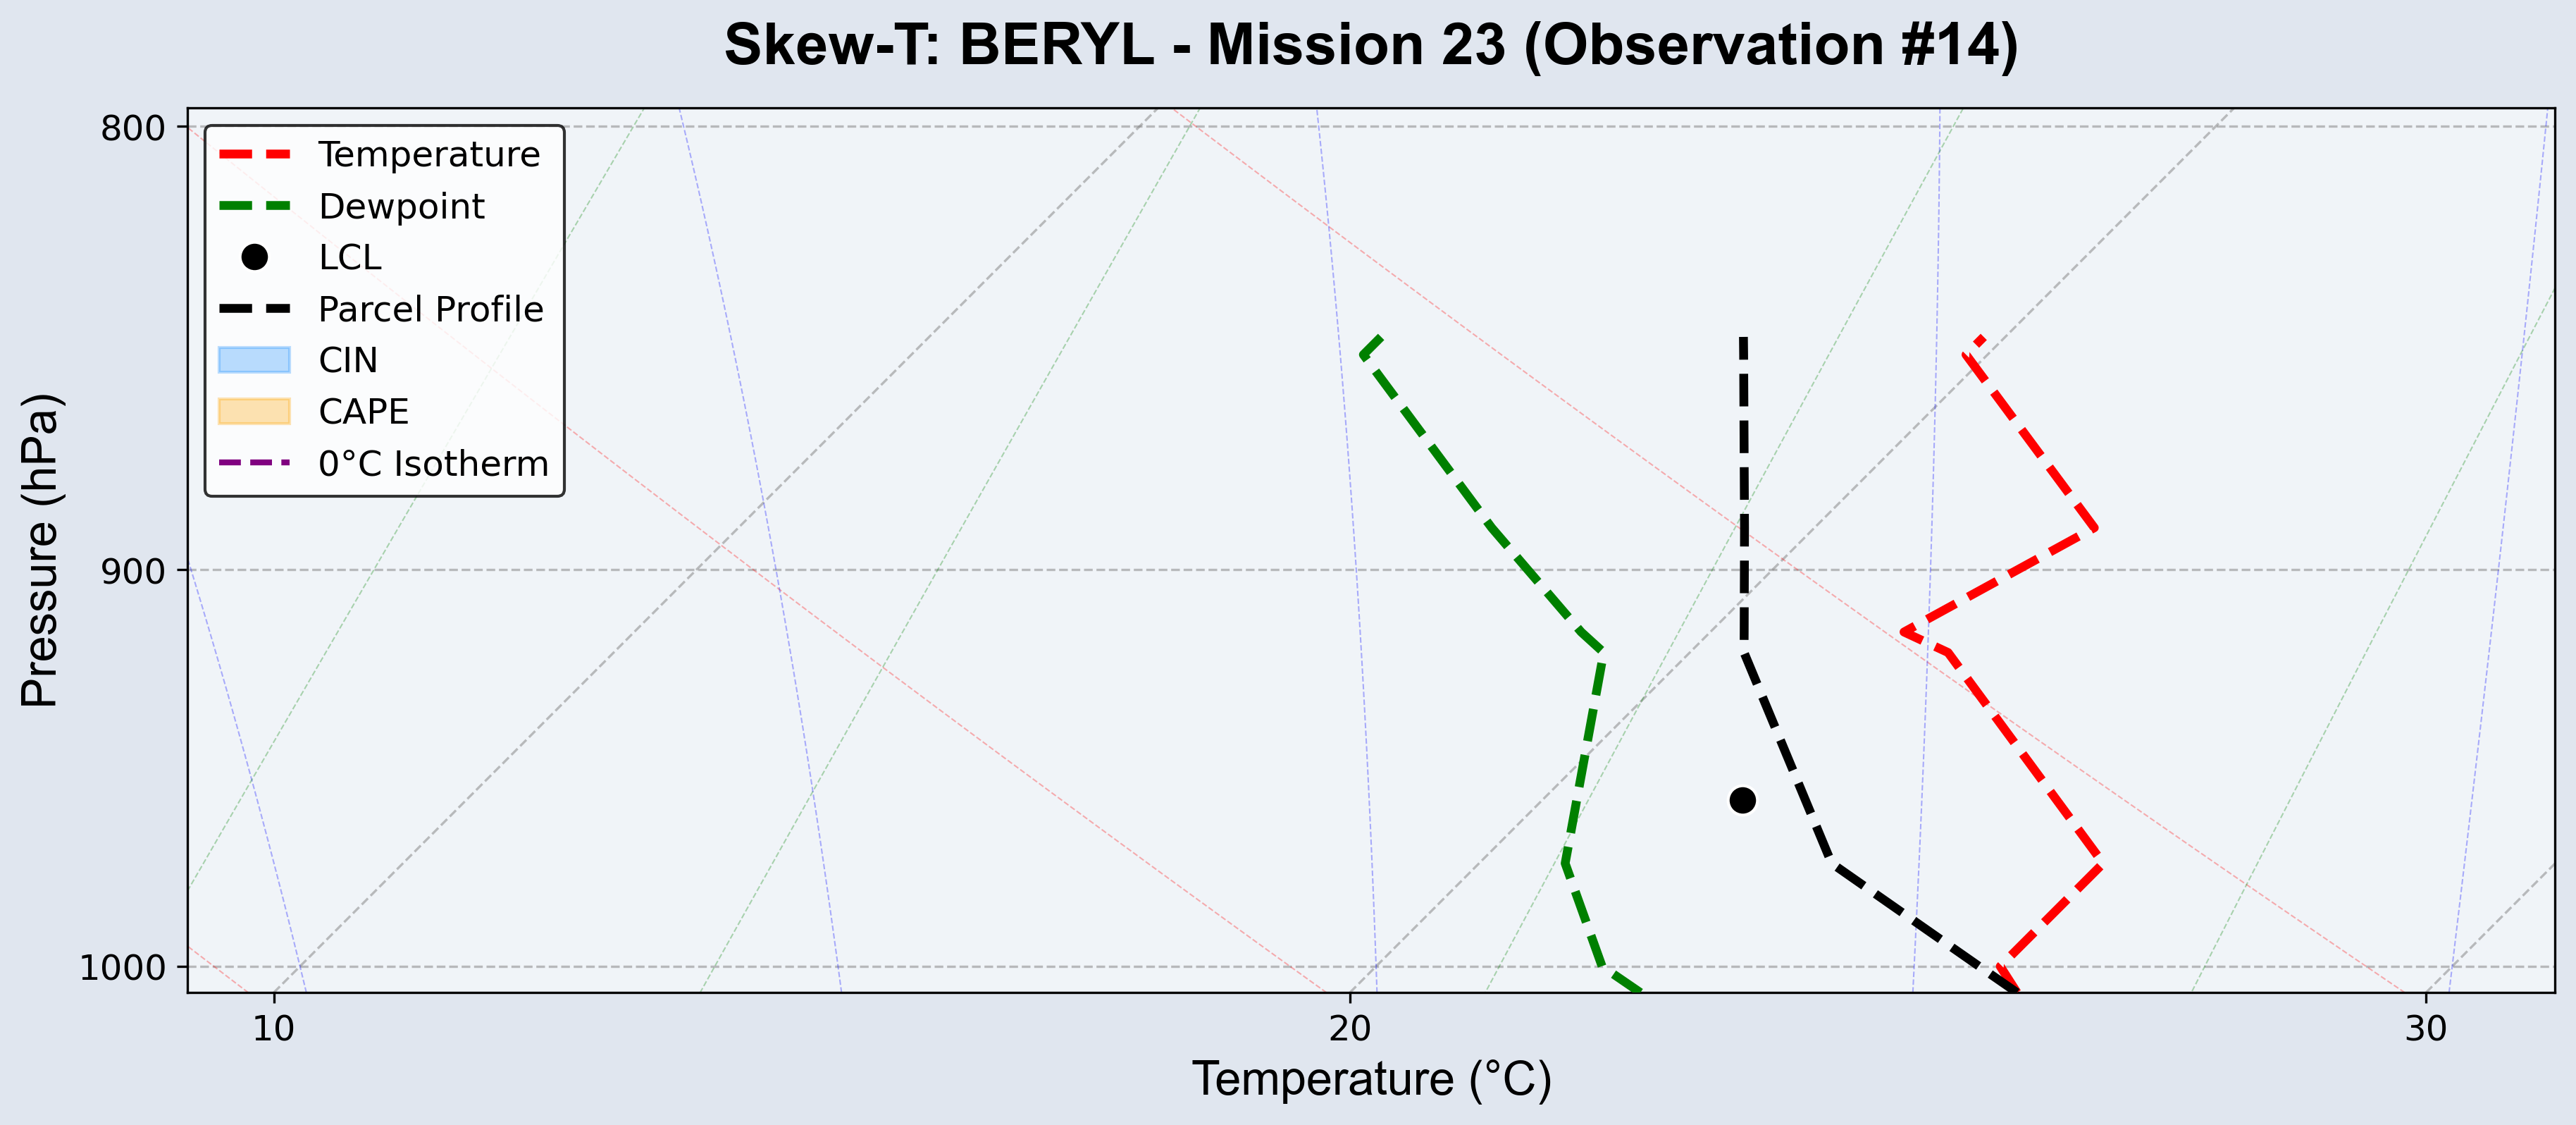 Skew-T: BERYL - Mission 23 (Observation #14)
Temperature
Dewpoint
LCL
Parcel Profile
CIN
CAPE
0°C Isotherm
800
900
1000
Pressure (hPa)
10
20
30
Temperature (°C)